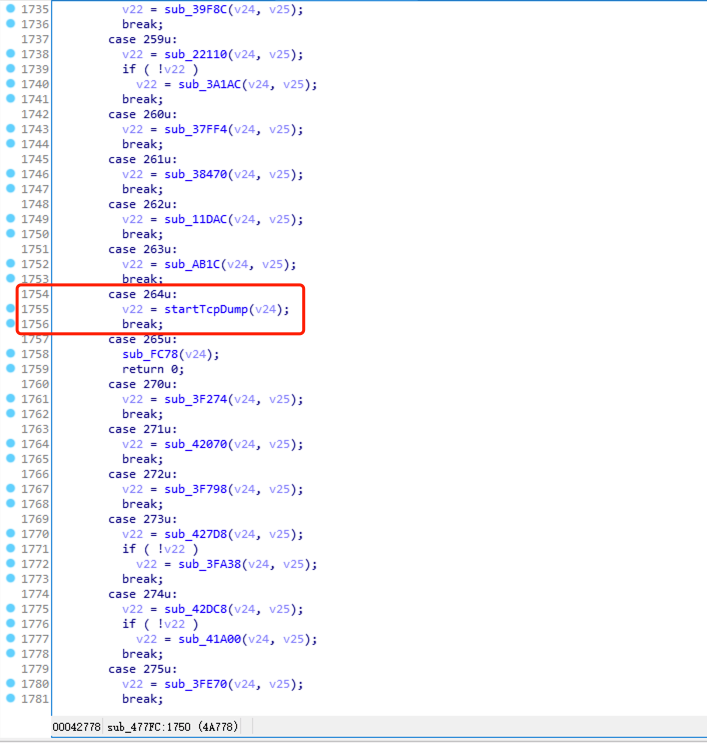 1735 v22 = sub_39F8C(v24, v25);
1736 break;
1737 case 259u:
1738 v22 = sub_22110(v24, v25);
1739 if ( !v22 )
1740 v22 = sub_3A1AC(v24, v25);
1741 break;
1742 case 260u:
1743 v22 = sub_37FF4(v24, v25);
1744 break;
1745 case 261u:
1746 v22 = sub_38470(v24, v25);
1747 break;
1748 case 262u:
1749 v22 = sub_11DAC(v24, v25);
1750 break;
1751 case 263u:
1752 v22 = sub_AB1C(v24, v25);
1753 break;
1754 case 264u:
1755 v22 = startTcpDump(v24);
1756 break;
1757 case 265u:
1758 sub_FC78(v24);
1759 return 0;
1760 case 270u:
1761 v22 = sub_3F274(v24, v25);
1762 break;
1763 case 271u:
1764 v22 = sub_42070(v24, v25);
1765 break;
1766 case 272u:
1767 v22 = sub_3F798(v24, v25);
1768 break;
1769 case 273u:
1770 v22 = sub_427D8(v24, v25);
1771 if ( !v22 )
1772 v22 = sub_3FA38(v24, v25);
1773 break;
1774 case 274u:
1775 v22 = sub_42DC8(v24, v25);
1776 if ( !v22 )
1777 v22 = sub_41A00(v24, v25);
1778 break;
1779 case 275u:
1780 v22 = sub_3FE70(v24, v25);
1781 break;
00042778 sub_477FC:1750 (4A778)